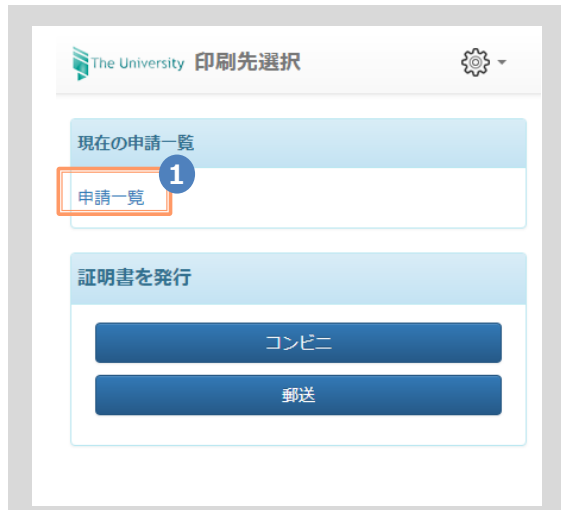 The University 印刷先選択
現在の申請一覧
1
申請一覧
証明書を発行
コンビニ
郵送